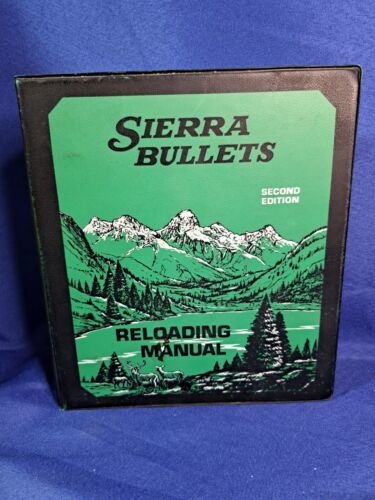 SIERRA
BULLETS
SECOND
EDITION
RELOADING
MANUAL